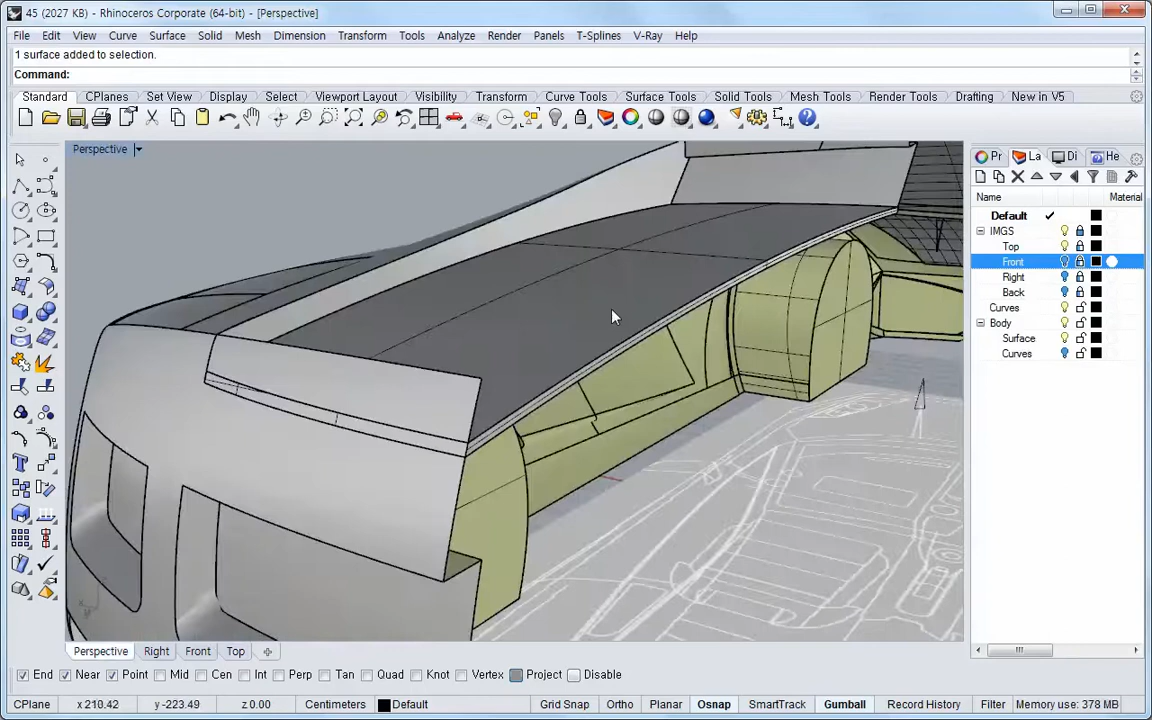 45 (2027 KB) - Rhinoceros Corporate (64-bit) - [Perspective]
File Edit View Curve Surface Solid Mesh Dimension Transform Tools Analyze Render Panels T-Splines V-Ray Help
1 surface added to selection.
Command:
Standard CPlanes Set View Display Select Viewport Layout Visibility Transform Curve Tools Surface Tools Solid Tools Mesh Tools Render Tools Drafting New in V5
Perspective
Pr La Di He
Name Material
Default
IMGS
Top
Front
Right
Back
Curves
Body
Surface
Curves
Perspective Right Front Top
End Near Point Mid Cen Int Perp Tan Quad Knot Vertex Project Disable
CPlane X 210.42 Y -223.49 Z 0.00 Centimeters Default Grid Snap Ortho Planar Osnap SmartTrack Gumball Record History Filter Memory use: 378 MB